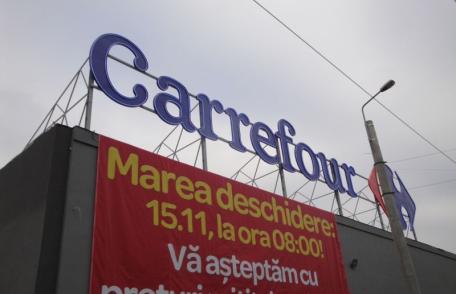 Carrefour
Marea deschidere:
15.11, la ora 08:00!
Vă așteptăm cu